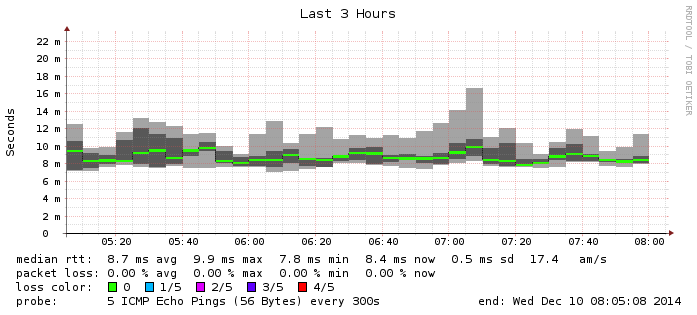 Last 3 Hours
RRDTOOL / TOBI OETIKER
Seconds
22 m
20 m
18 m
16 m
14 m
12 m
10 m
8 m
6 m
4 m
2 m
0
05:20 05:40 06:00 06:20 06:40 07:00 07:20 07:40 08:00
median rtt: 8.7 ms avg 9.9 ms max 7.8 ms min 8.4 ms now 0.5 ms sd 17.4 am/s
packet loss: 0.00 % avg 0.00 % max 0.00 % min 0.00 % now
loss color: 0 1/5 2/5 3/5 4/5
probe: 5 ICMP Echo Pings (56 Bytes) every 300s end: Wed Dec 10 08:05:08 2014